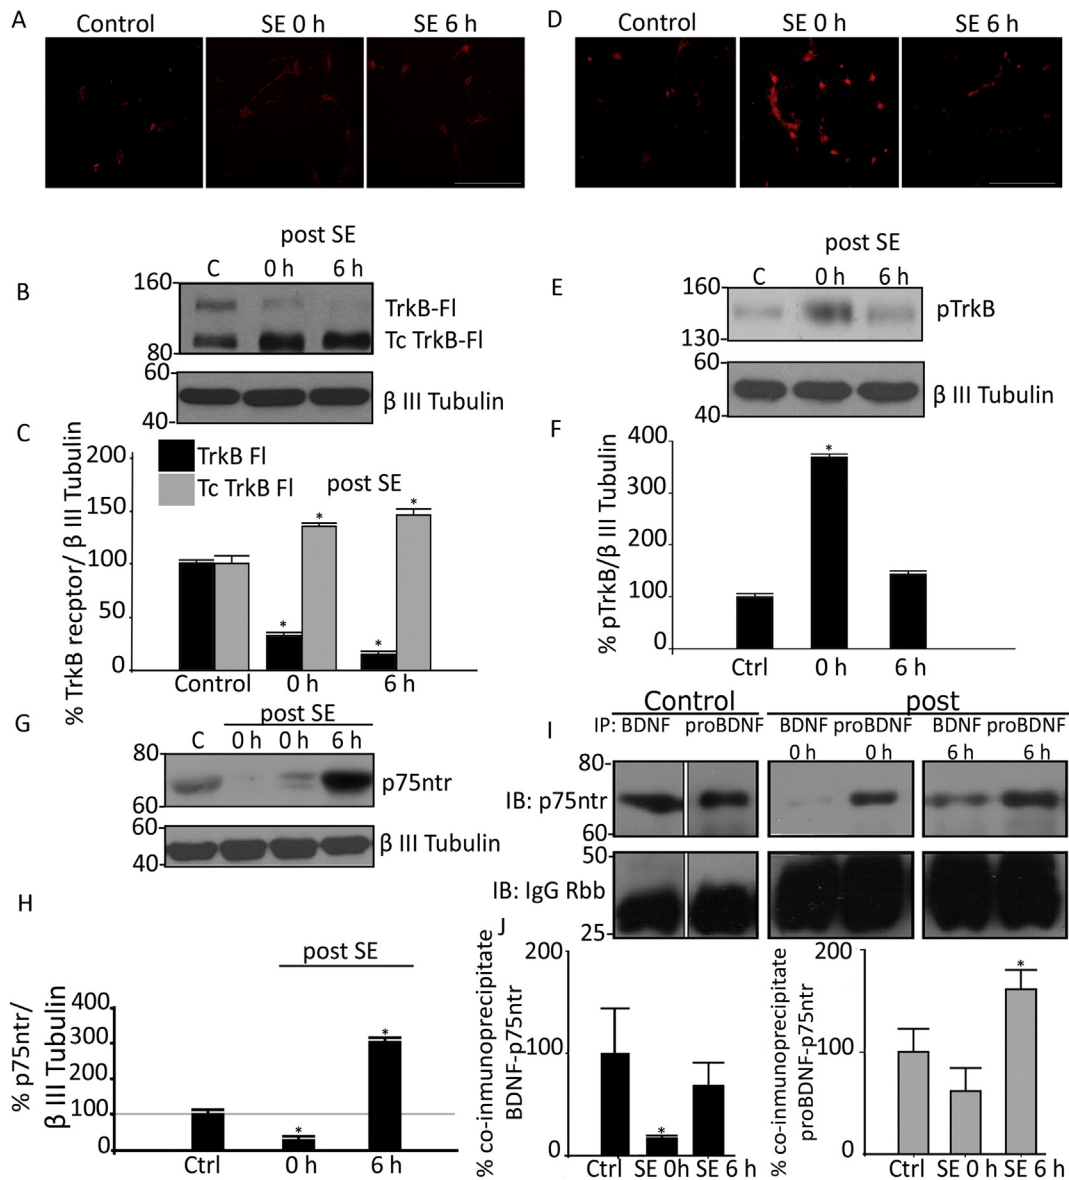 A
Control
SE 0 h
SE 6 h
D
Control
SE 0 h
SE 6 h
B
post SE
C
0 h
6 h
160
TrkB-Fl
Tc TrkB-Fl
80
60
β III Tubulin
40
E
post SE
C
0 h
6 h
160
pTrkB
130
60
β III Tubulin
40
C
% TrkB recptor/ β III Tubulin
TrkB Fl
Tc TrkB Fl
post SE
200
150
100
50
0
*
*
*
*
Control
0 h
6 h
F
% pTrkB/β III Tubulin
400
300
200
100
0
*
Ctrl
0 h
6 h
G
post SE
C
0 h
0 h
6 h
80
p75ntr
60
60
β III Tubulin
40
H
post SE
% p75ntr/
β III Tubulin
400
300
200
100
0
*
*
Ctrl
0 h
6 h
I
Control
post
IP: BDNF
proBDNF
BDNF
proBDNF
BDNF
proBDNF
0 h
0 h
6 h
6 h
80
IB: p75ntr
60
50
IB: IgG Rbb
25
J
% co-inmunoprecipitate
BDNF-p75ntr
200
100
0
*
Ctrl
SE 0h
SE 6 h
% co-inmunoprecipitate
proBDNF-p75ntr
200
100
0
*
Ctrl
SE 0 h
SE 6 h